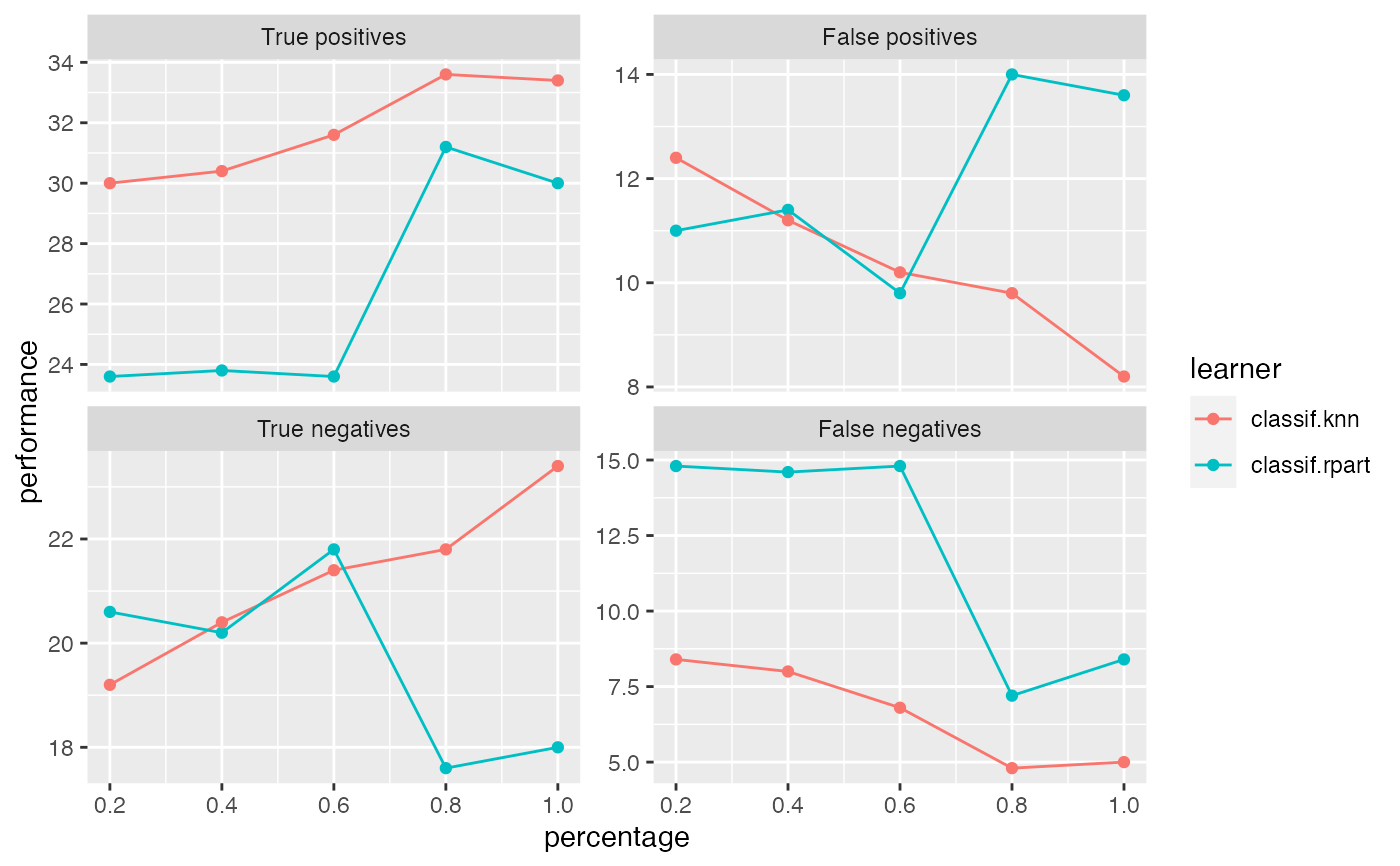 True positives
False positives
34
32
30
28
26
24
14
12
10
8
True negatives
False negatives
22
20
18
15.0
12.5
10.0
7.5
5.0
0.2 0.4 0.6 0.8 1.0
0.2 0.4 0.6 0.8 1.0
percentage
performance
learner
classif.knn
classif.rpart